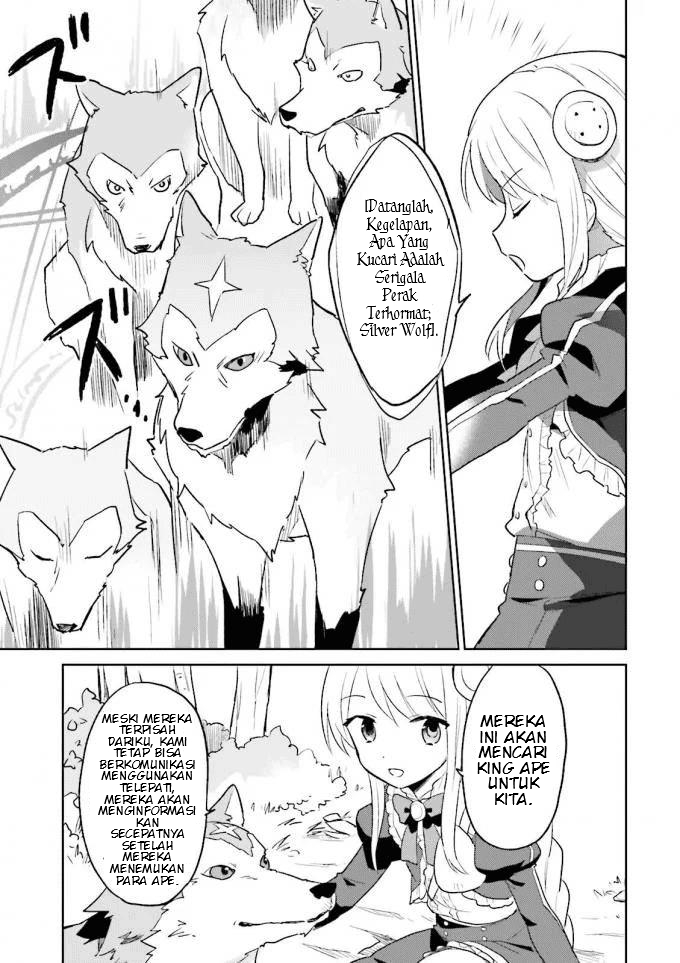 [Datanglah,
Kegelapan,
Apa Yang
Kucari Adalah
Serigala
Perak
Terhormat;
Silver Wolf].
ズ
ズ
MEREKA
INI AKAN
MENCARI
KING APE
UNTUK
KITA.
MESKI MEREKA
TERPISAH
DARIKU, KAMI
TETAP BISA
BERKOMUNIKASI
MENGGUNAKAN
TELEPATI,
MEREKA AKAN
MENGINFORMASI
KAN
SECEPATNYA
SETELAH
MEREKA
MENEMUKAN
PARA APE.